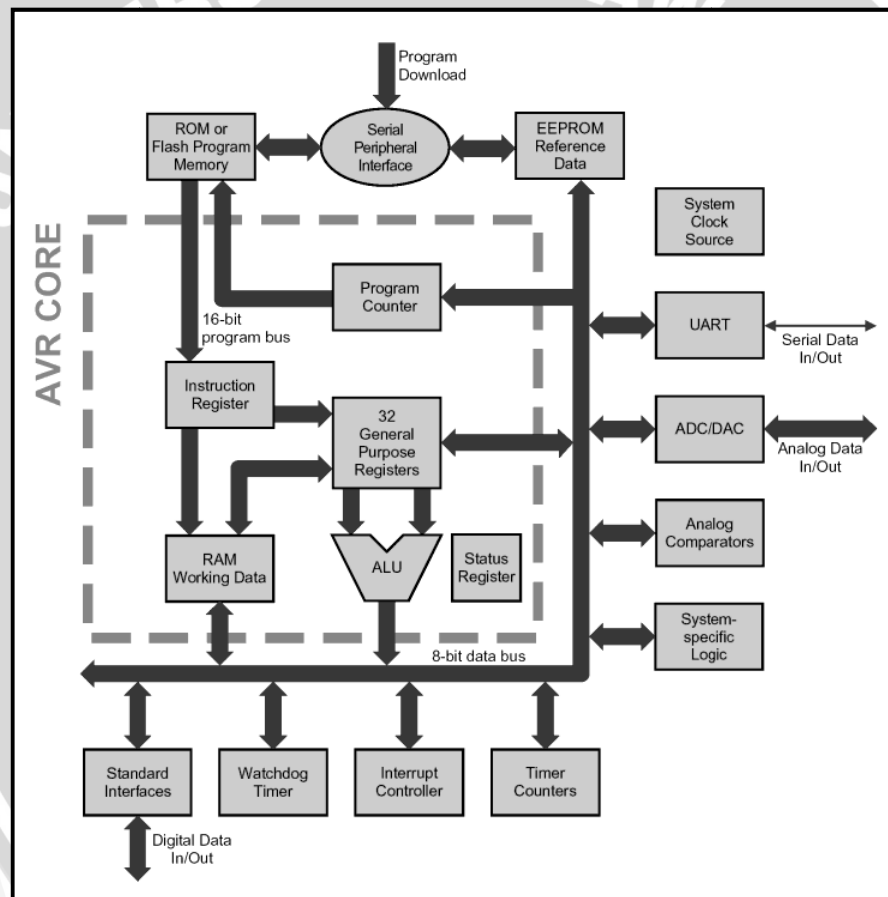 Program
Download
ROM or
Flash Program
Memory
Serial
Peripheral
Interface
EEPROM
Reference
Data
System
Clock
Source
AVR CORE
Program
Counter
16-bit
program bus
UART
Serial Data
In/Out
Instruction
Register
32
General
Purpose
Registers
ADC/DAC
Analog Data
In/Out
RAM
Working Data
ALU
Status
Register
Analog
Comparators
8-bit data bus
System-
specific
Logic
Standard
Interfaces
Watchdog
Timer
Interrupt
Controller
Timer
Counters
Digital Data
In/Out